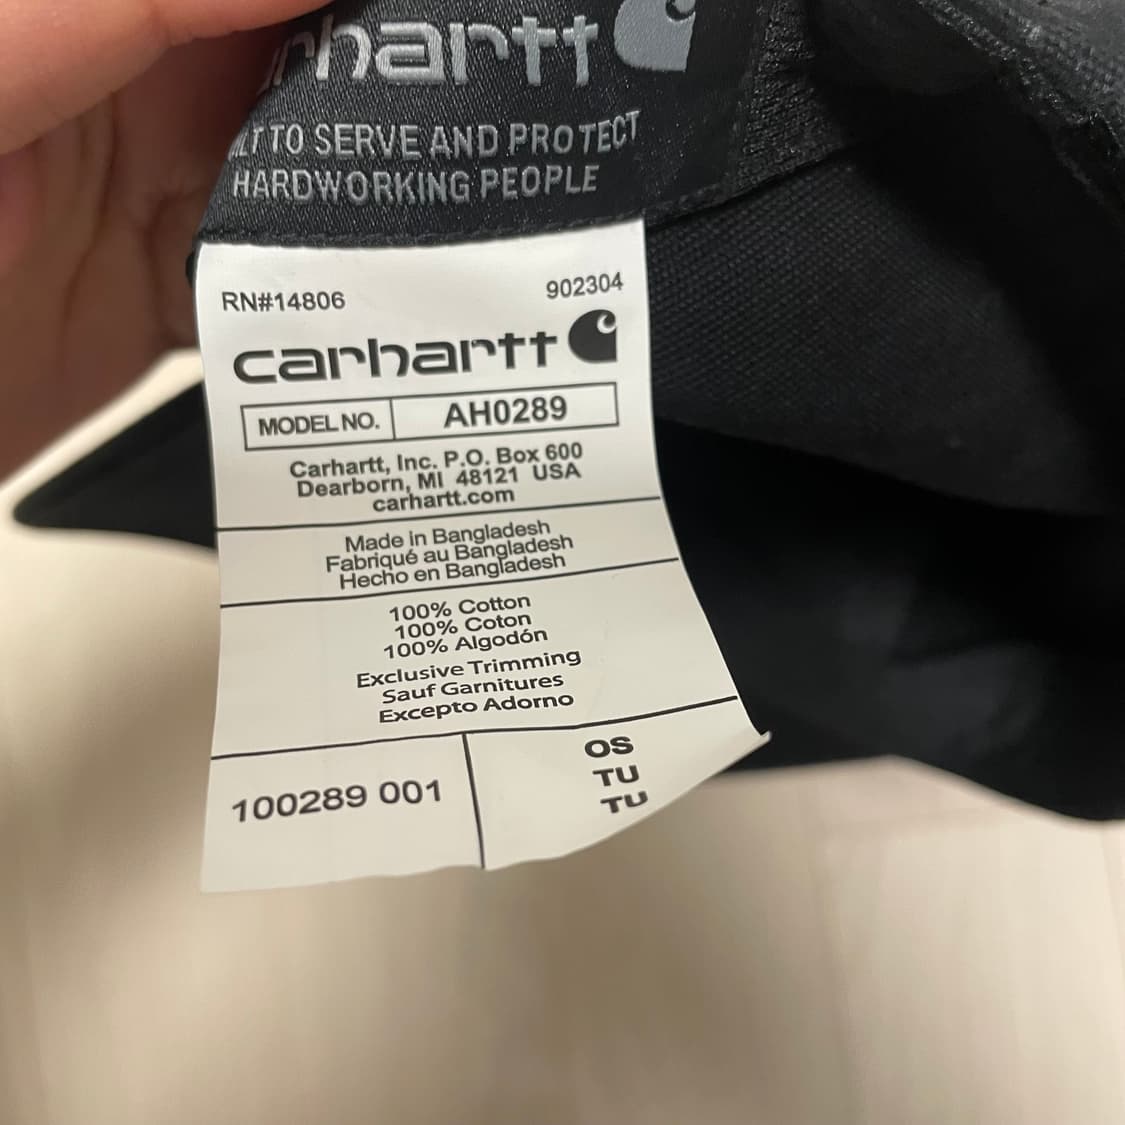 rhartt
TO SERVE AND PROTECT
HARDWORKING PEOPLE
RN#14806 902304
carhartt
MODEL NO. AH0289
Carhartt, Inc. P.O. Box 600
Dearborn, MI 48121 USA
carhartt.com
Made in Bangladesh
Fabriqué au Bangladesh
Hecho en Bangladesh
100% Cotton
100% Coton
100% Algodón
Exclusive Trimming
Sauf Garnitures
Excepto Adorno
100289 001
OS
TU
TU